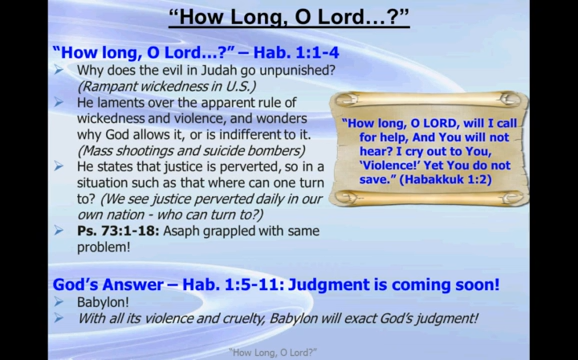 “How Long, O Lord…?”
“How long, O Lord…?” – Hab. 1:1-4
Why does the evil in Judah go unpunished?
(Rampant wickedness in U.S.)
He laments over the apparent rule of
wickedness and violence, and wonders
why God allows it, or is indifferent to it.
(Mass shootings and suicide bombers)
He states that justice is perverted, so in a
situation such as that where can one turn
to? (We see justice perverted daily in our
own nation - who can turn to?)
Ps. 73:1-18: Asaph grappled with same
problem!
“How long, O LORD, will I call
for help, And You will not
hear? I cry out to You,
‘Violence!’ Yet You do not
save.” (Habakkuk 1:2)
God’s Answer – Hab. 1:5-11: Judgment is coming soon!
Babylon!
With all its violence and cruelty, Babylon will exact God’s judgment!
“How Long, O Lord?”